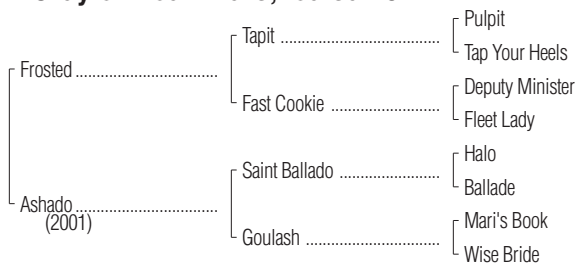 Pulpit
Tapit
Tap Your Heels
Frosted
Deputy Minister
Fast Cookie
Fleet Lady
Halo
Saint Ballado
Ballade
Ashado
(2001)
Mari's Book
Goulash
Wise Bride